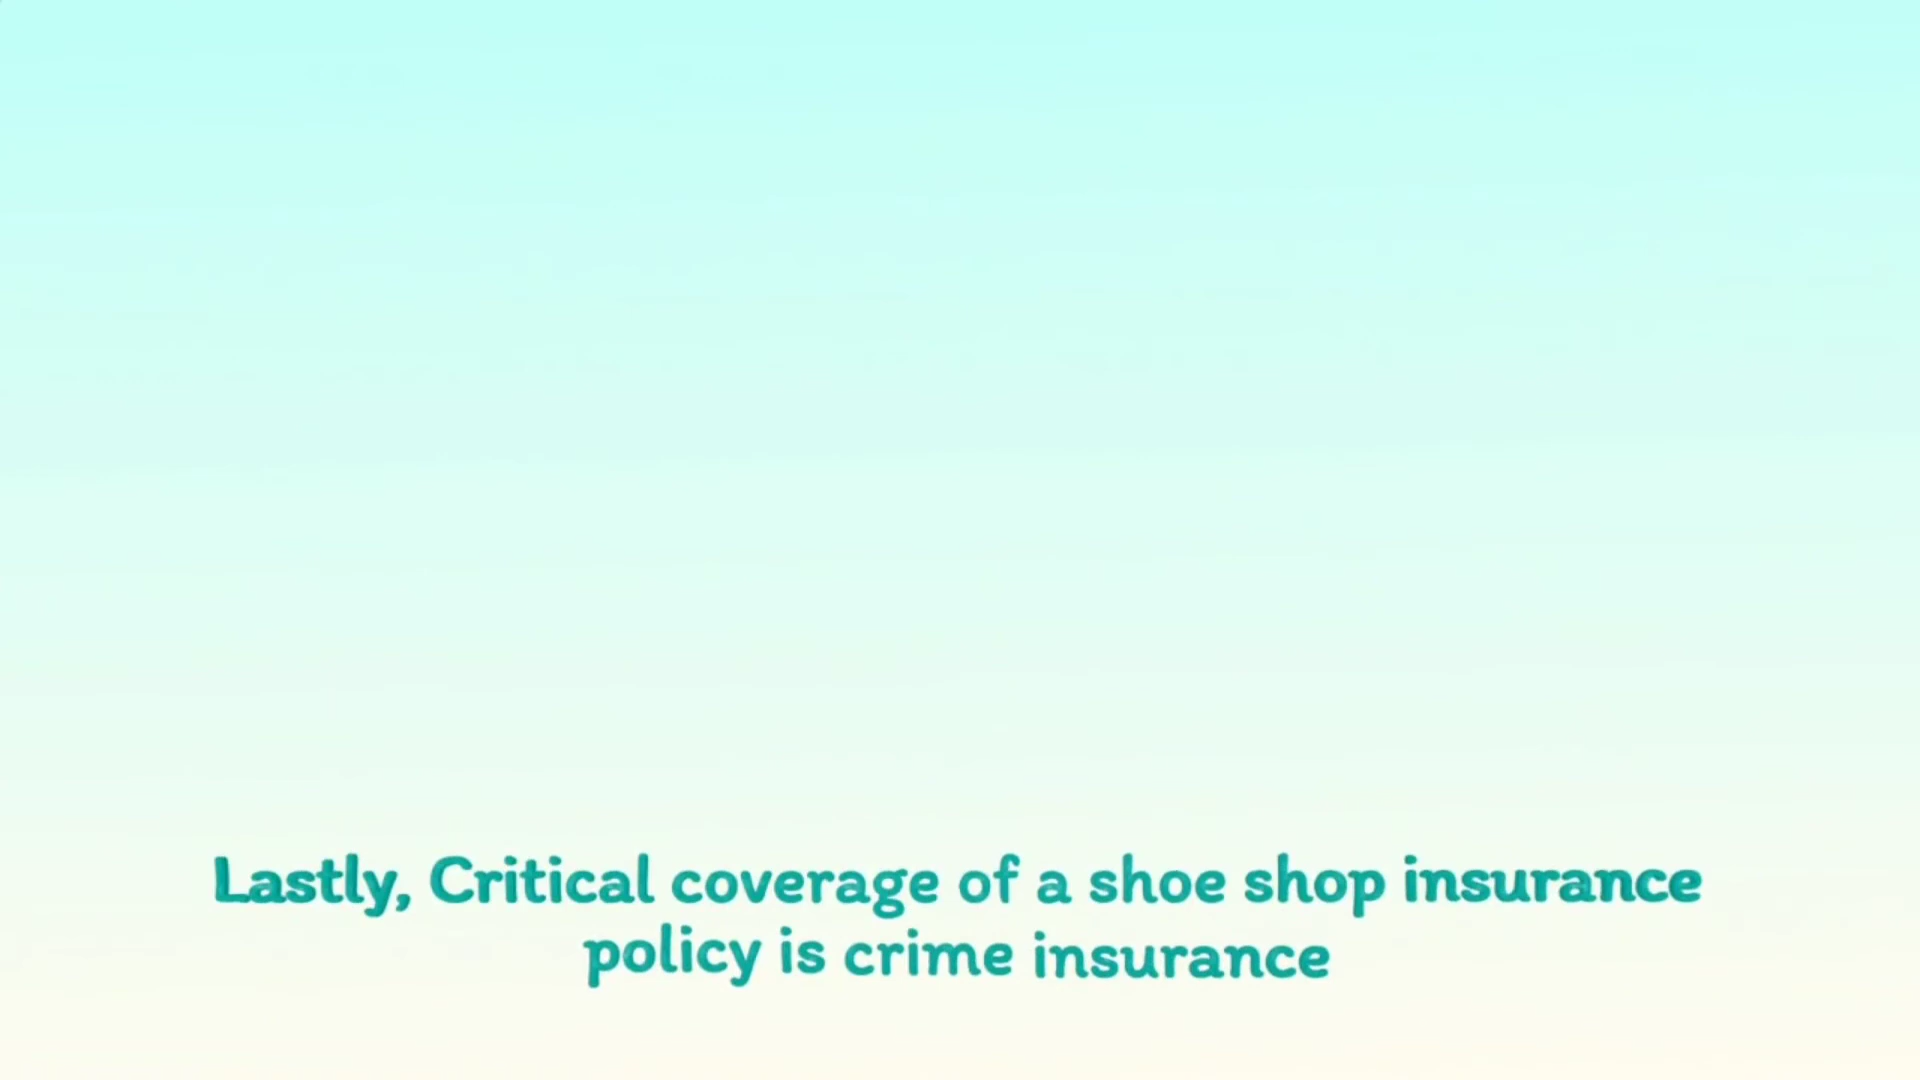 Lastly, Critical coverage of a shoe shop insurance
policy is crime insurance